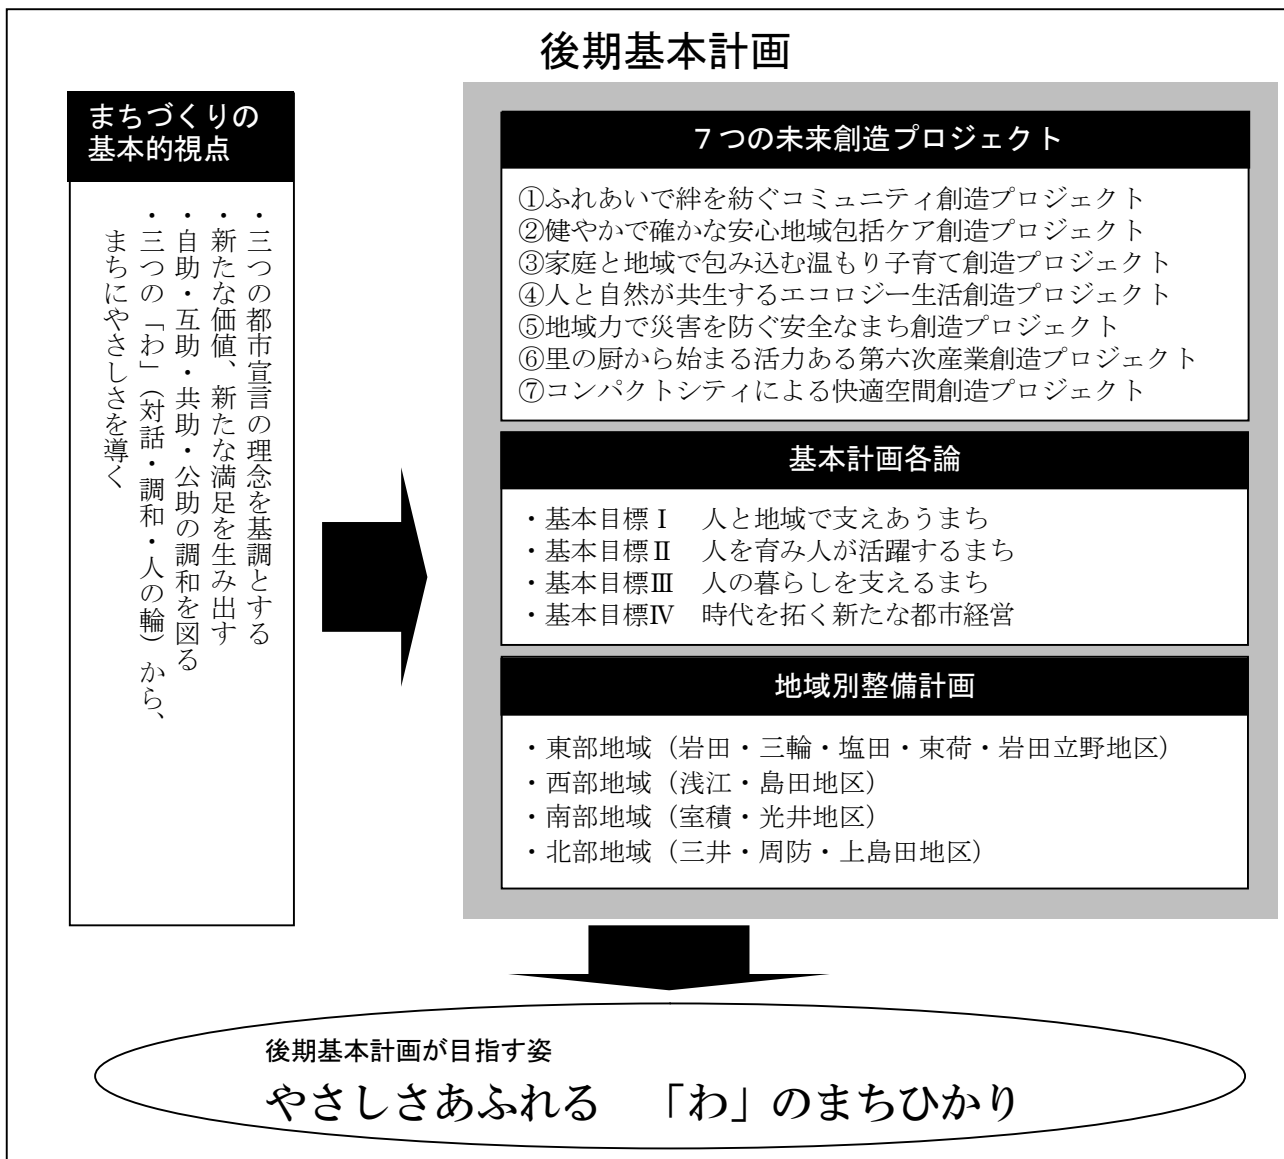 後期基本計画
まちづくりの
基本的視点
・三つの都市宣言の理念を基調とする
・新たな価値、新たな満足を生み出す
・自助・互助・共助・公助の調和を図る
・三つの「わ」（対話・調和・人の輪）から、
まちにやさしさを導く
７つの未来創造プロジェクト
①ふれあいで絆を紡ぐコミュニティ創造プロジェクト
②健やかで確かな安心地域包括ケア創造プロジェクト
③家庭と地域で包み込む温もり子育て創造プロジェクト
④人と自然が共生するエコロジー生活創造プロジェクト
⑤地域力で災害を防ぐ安全なまち創造プロジェクト
⑥里の厨から始まる活力ある第六次産業創造プロジェクト
⑦コンパクトシティによる快適空間創造プロジェクト
基本計画各論
・基本目標Ⅰ　人と地域で支えあうまち
・基本目標Ⅱ　人を育み人が活躍するまち
・基本目標Ⅲ　人の暮らしを支えるまち
・基本目標Ⅳ　時代を拓く新たな都市経営
地域別整備計画
・東部地域（岩田・三輪・塩田・束荷・岩田立野地区）
・西部地域（浅江・島田地区）
・南部地域（室積・光井地区）
・北部地域（三井・周防・上島田地区）
後期基本計画が目指す姿
やさしさあふれる　「わ」のまちひかり